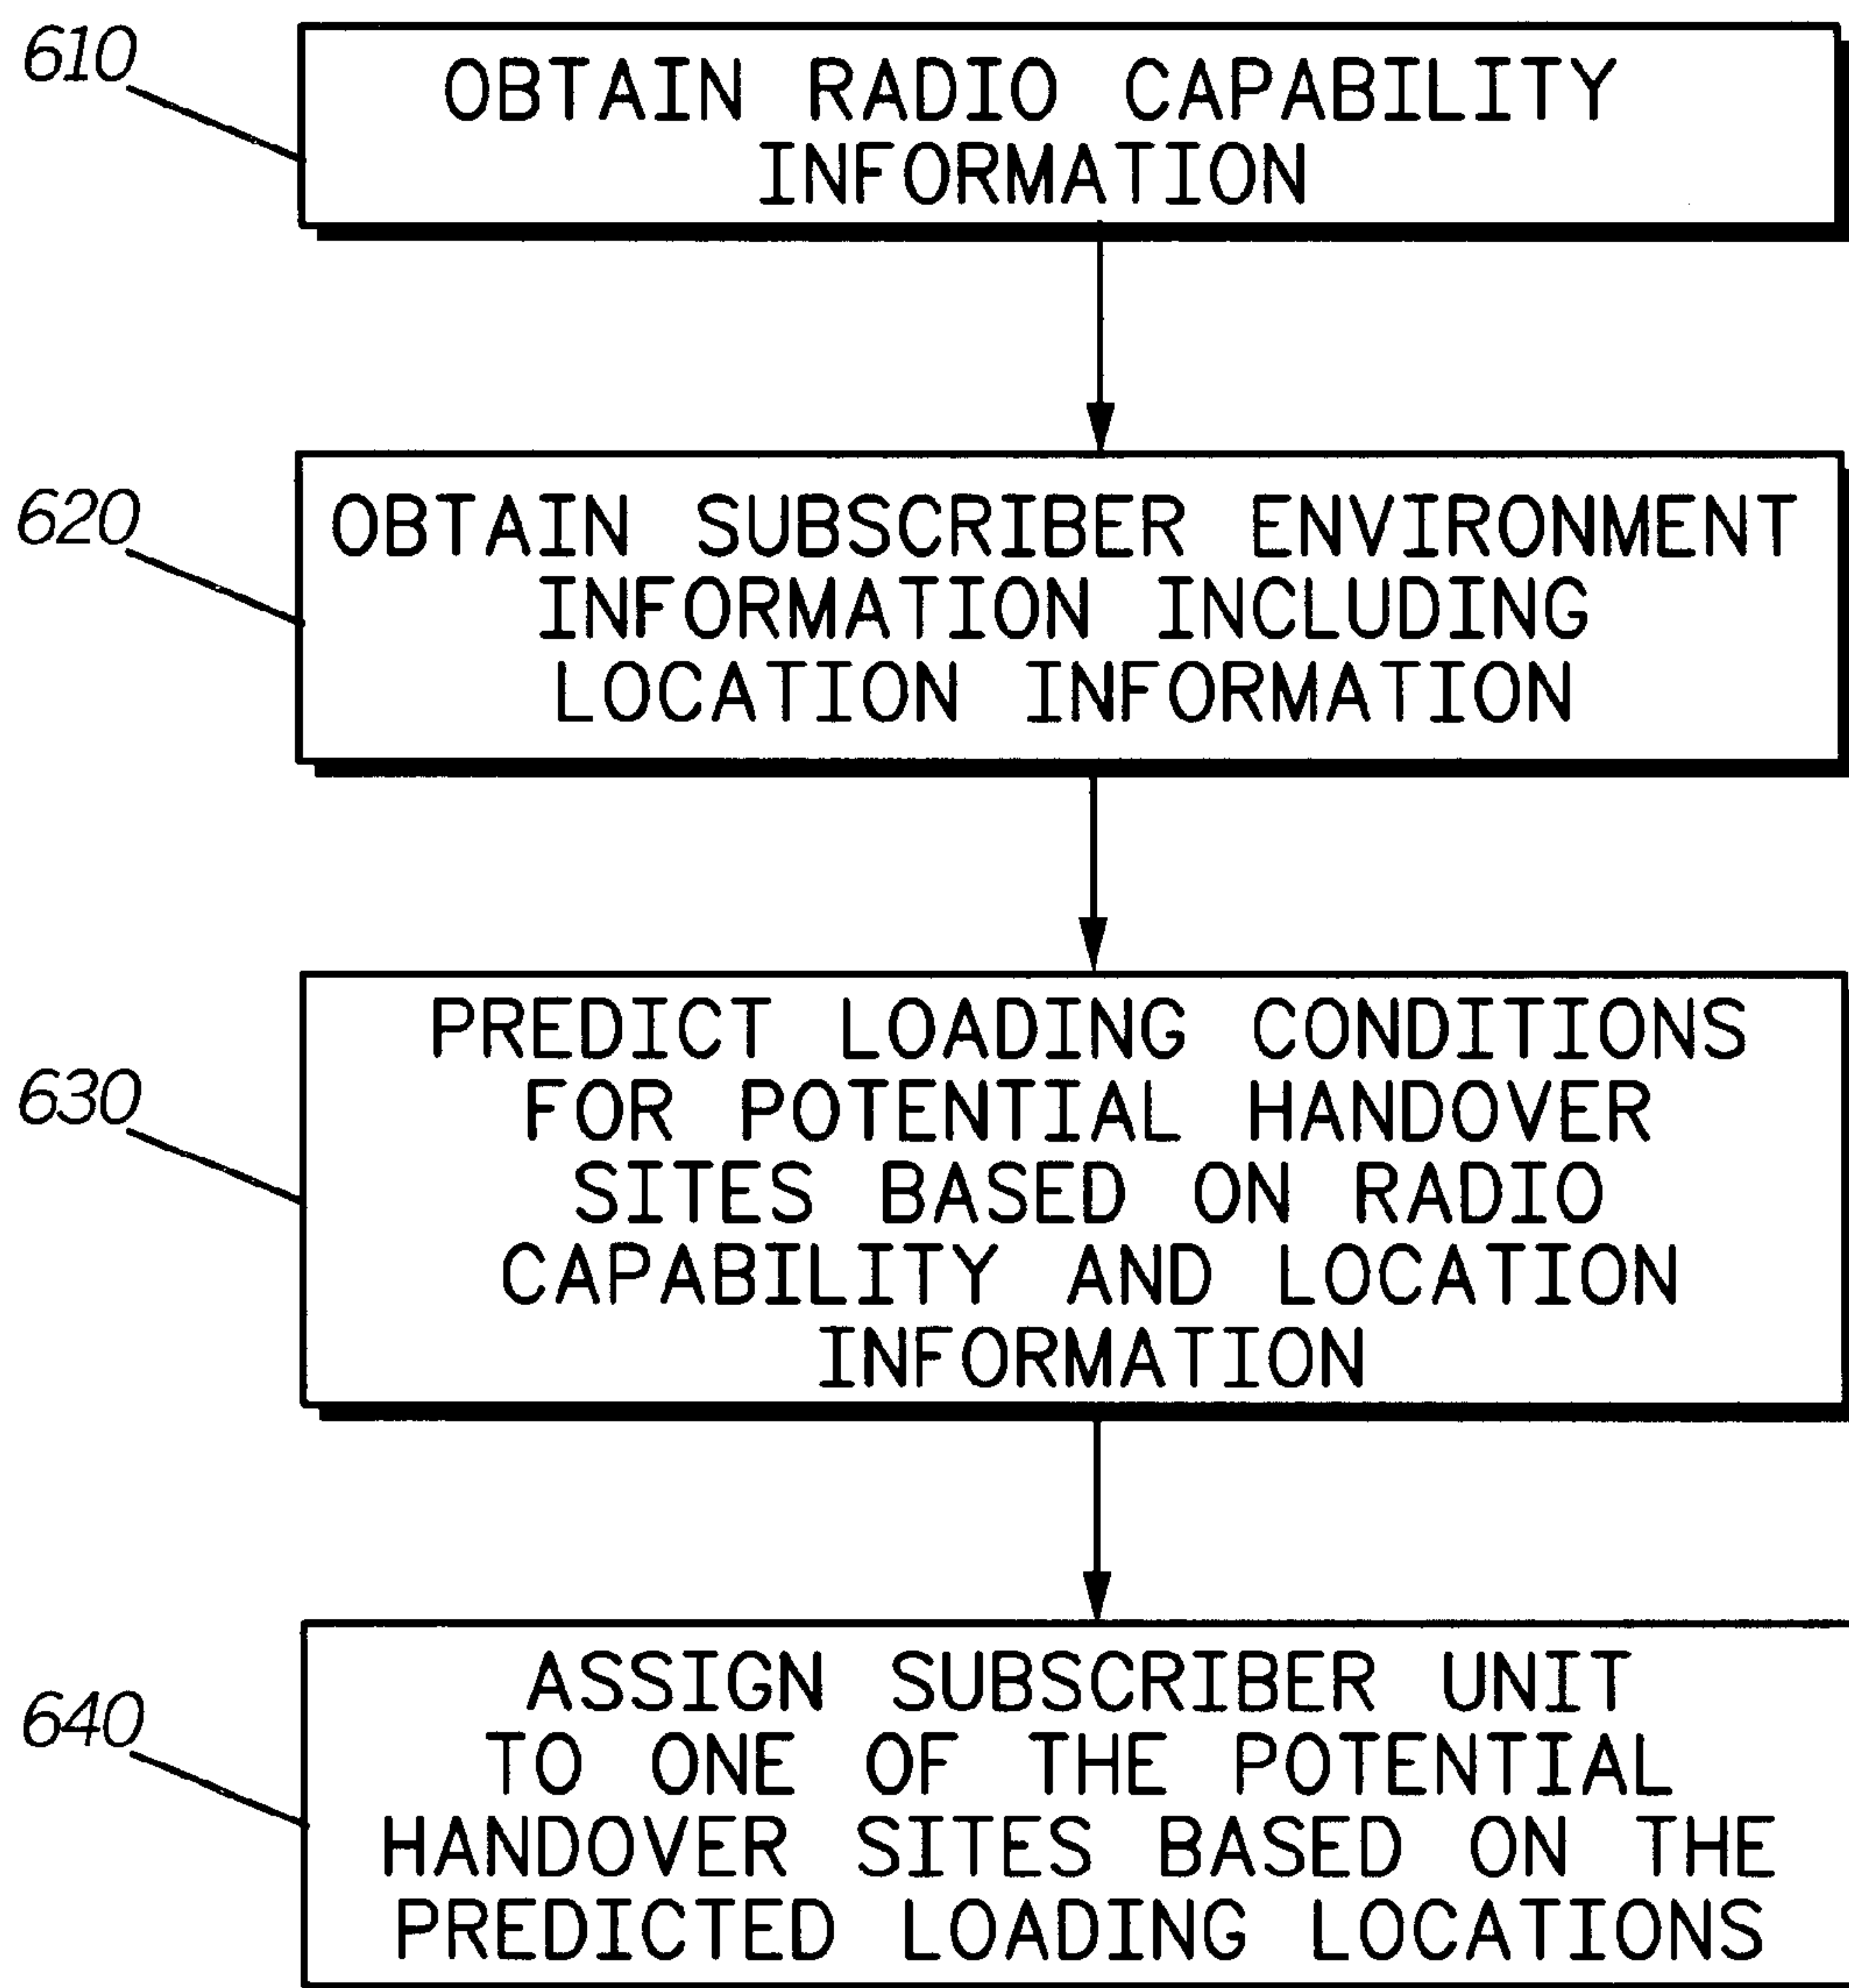 610
OBTAIN RADIO CAPABILITY
INFORMATION
620
OBTAIN SUBSCRIBER ENVIRONMENT
INFORMATION INCLUDING
LOCATION INFORMATION
630
PREDICT LOADING CONDITIONS
FOR POTENTIAL HANDOVER
SITES BASED ON RADIO
CAPABILITY AND LOCATION
INFORMATION
640
ASSIGN SUBSCRIBER UNIT
TO ONE OF THE POTENTIAL
HANDOVER SITES BASED ON THE
PREDICTED LOADING LOCATIONS